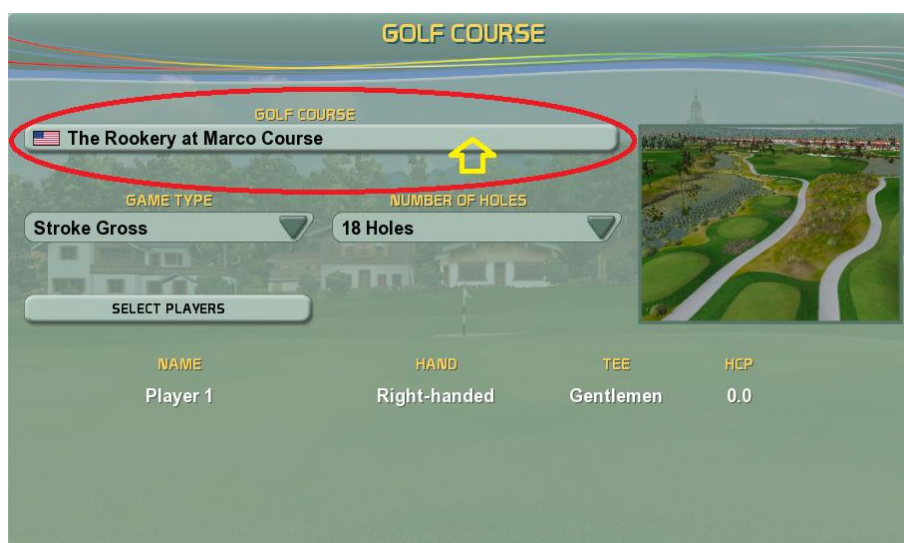 GOLF COURSE
GOLF COURSE
The Rookery at Marco Course
GAME TYPE NUMBER OF HOLES
Stroke Gross 18 Holes
SELECT PLAYERS
NAME HAND TEE HCP
Player 1 Right-handed Gentlemen 0.0